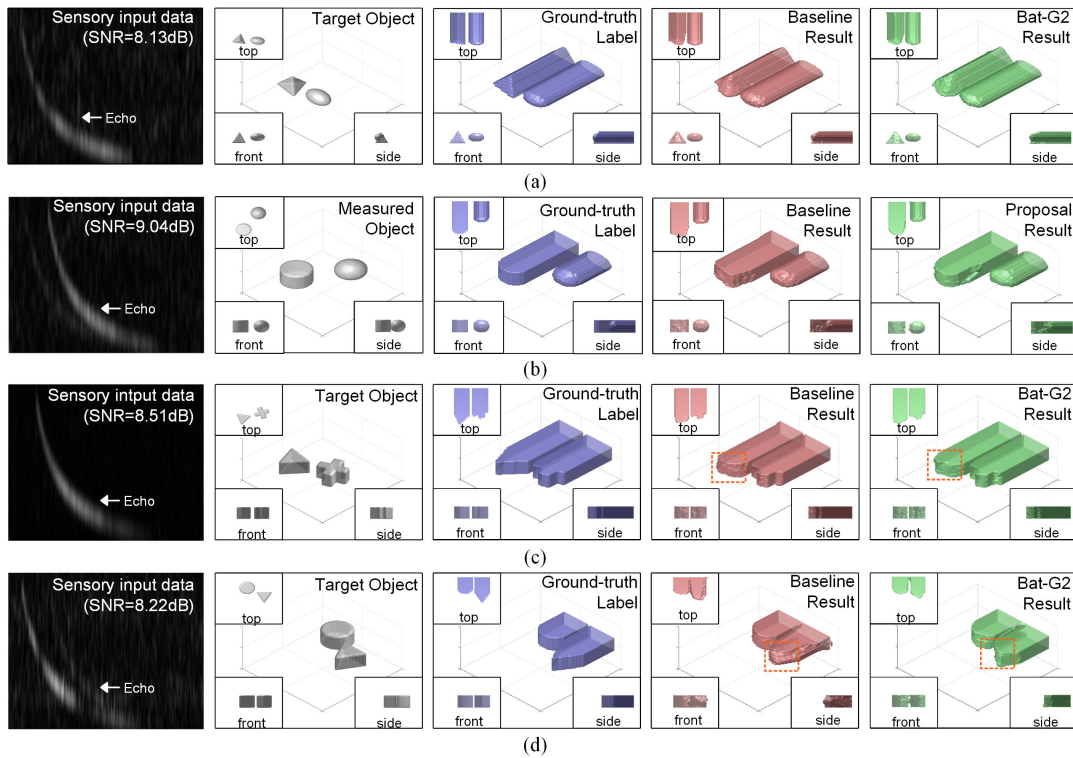 Sensory input data
(SNR=8.13dB)
Echo
Target Object
top
front
side
Ground-truth
Label
top
front
side
Baseline
Result
top
front
side
Bat-G2
Result
top
front
side
(a)
Sensory input data
(SNR=9.04dB)
Echo
Measured
Object
top
front
side
Ground-truth
Label
top
front
side
Baseline
Result
top
front
side
Proposal
Result
top
front
side
(b)
Sensory intput data
(SNR=8.51dB)
Echo
Target Object
top
front
side
Ground-truth
Label
top
front
side
Baseline
Result
top
front
side
Bat-G2
Result
top
front
side
(c)
Sensory input data
(SNR=8.22dB)
Echo
Target Object
top
front
side
Ground-truth
Label
top
front
side
Baseline
Result
top
front
side
Bat-G2
Result
top
front
side
(d)